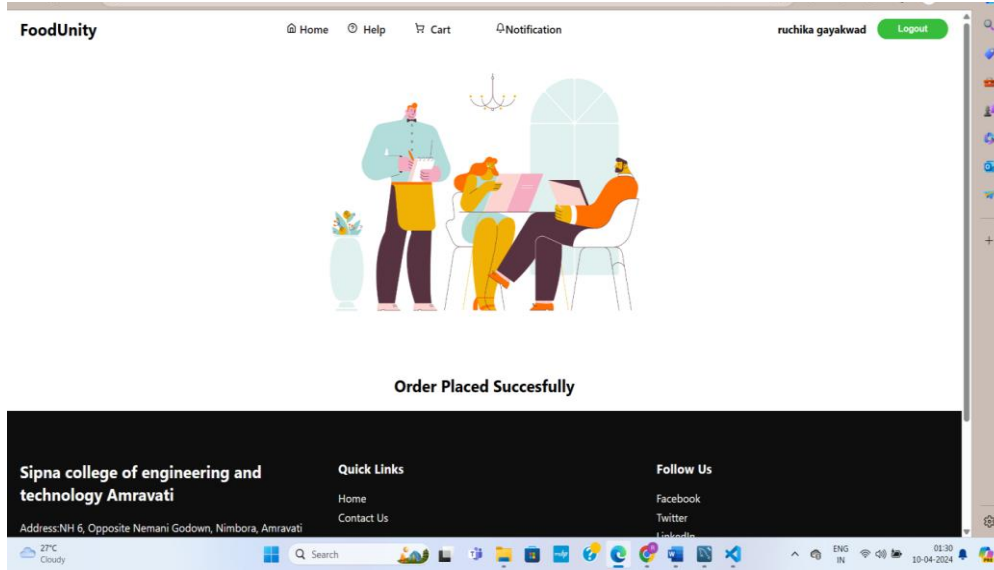 FoodUnity
Home Help Cart Notification
ruchika gayakwad Logout
Order Placed Succesfully
Sipna college of engineering and
technology Amravati
Address:NH 6, Opposite Nemani Godown, Nimbora, Amravati
Quick Links
Home
Contact Us
Follow Us
Facebook
Twitter
LinkedIn
27°C
Cloudy
Search
ENG
IN
01:30
10-04-2024